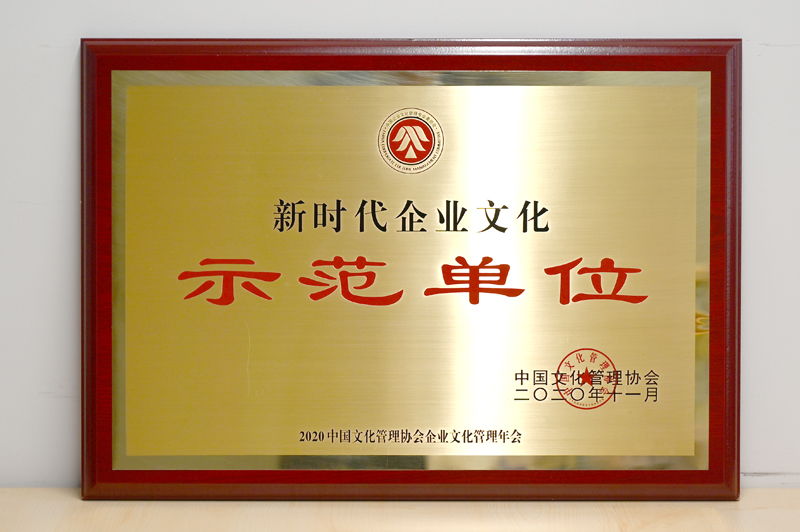 新时代企业文化
示范单位
中国文化管理协会
二〇二〇年十一月
2020中国文化管理协会企业文化管理年会